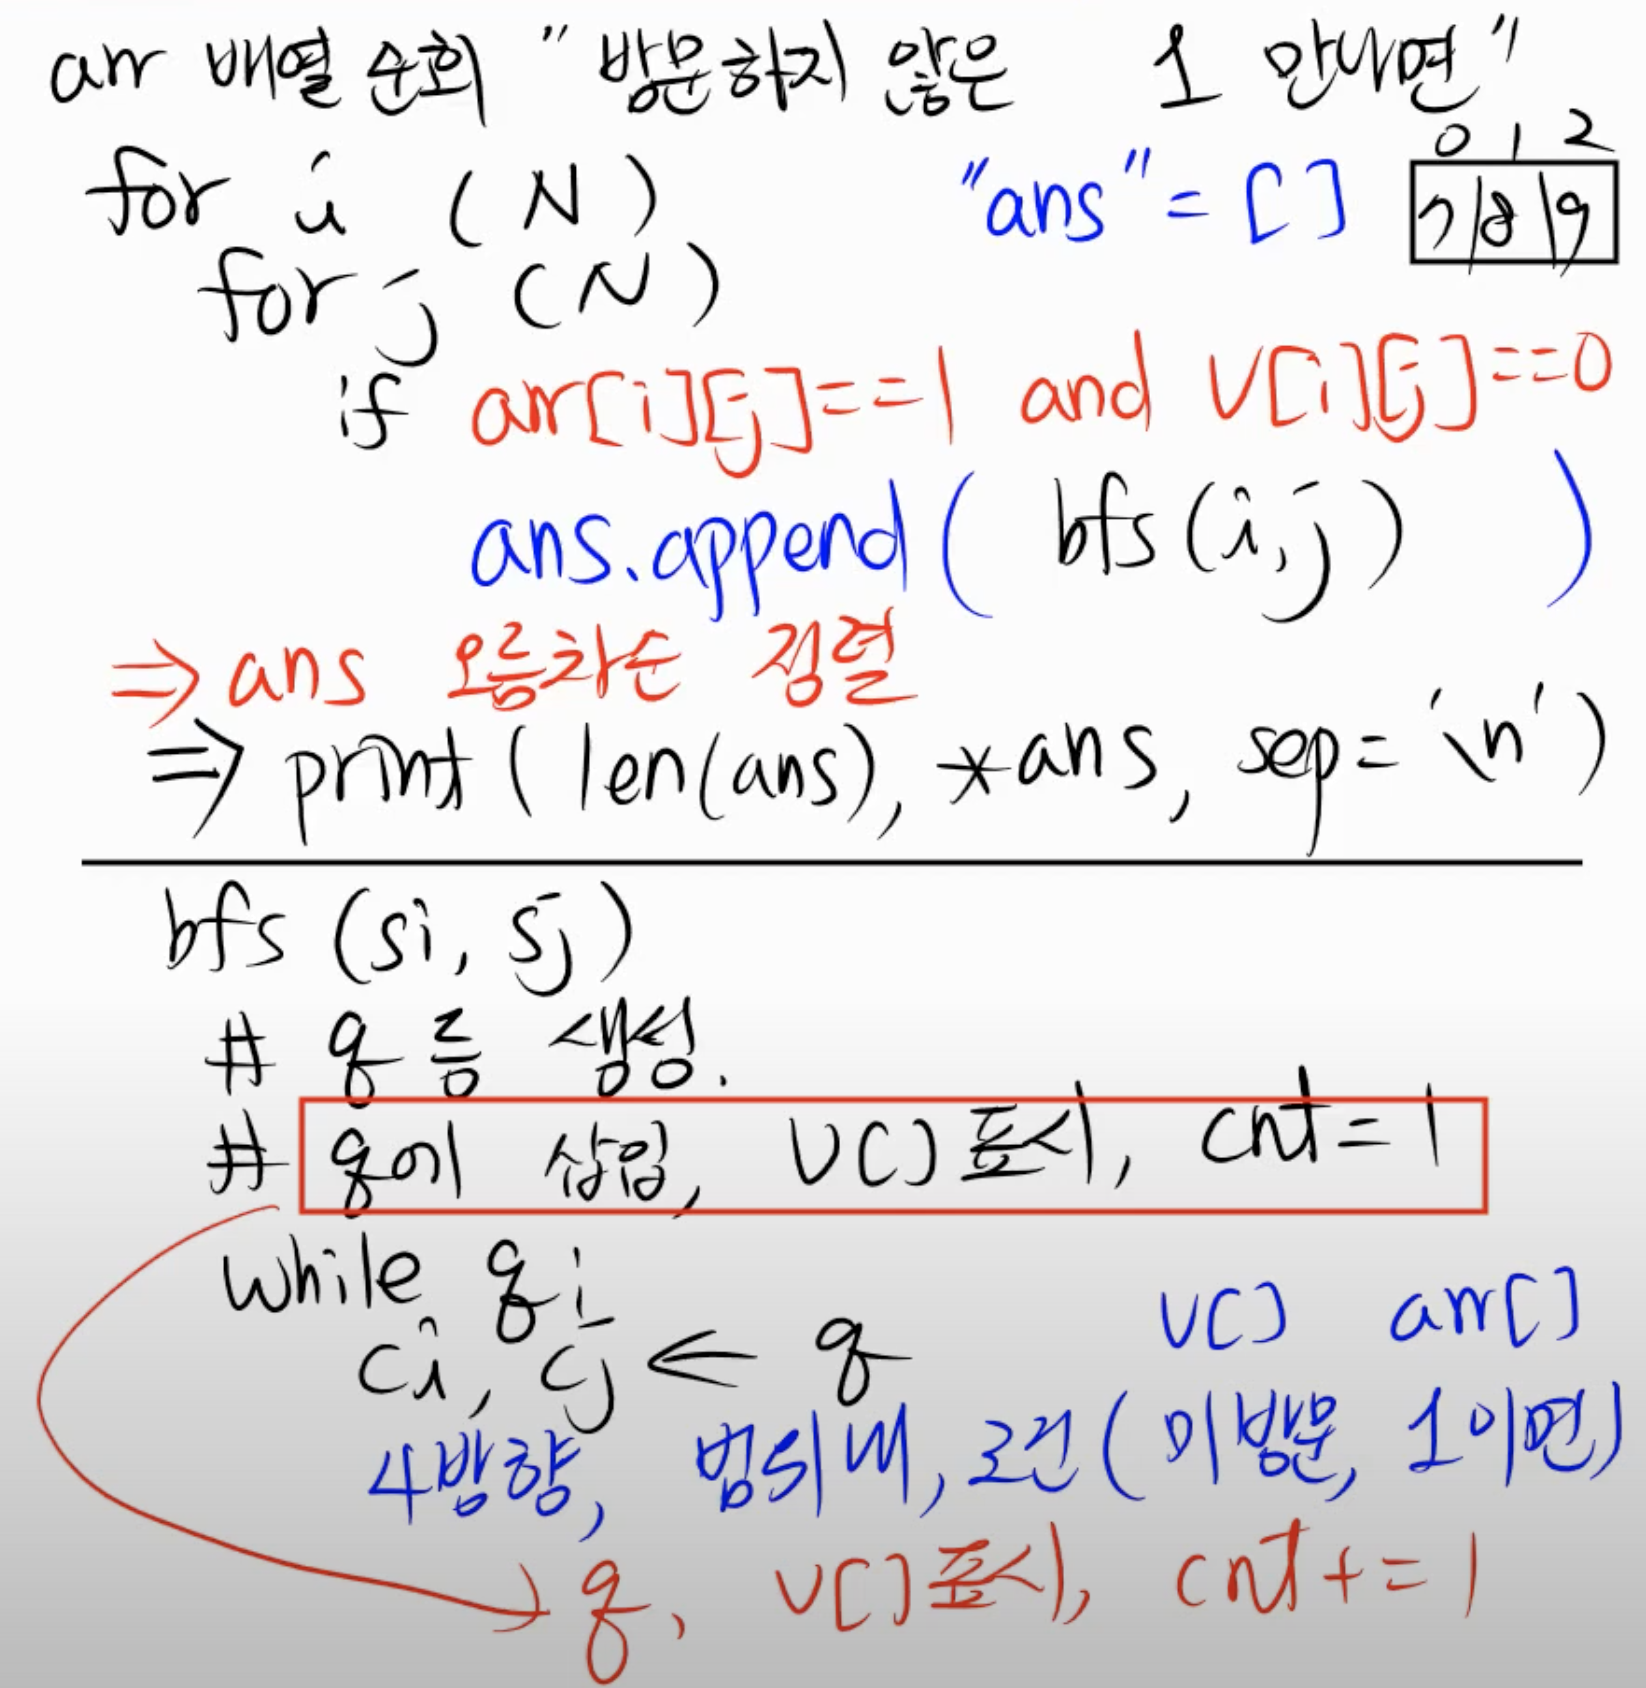 arr 배열 순회 "방문하지 않은 1 만나면"
for i (N) "ans" = [] 0 1 2
7 8 9
for j (N)
if arr[i][j]==1 and v[i][j]==0
ans.append( bfs(i,j) )
⇒ ans 오름차순 정렬
⇒ print( len(ans), *ans, sep='\n')
bfs (si, sj)
# q 등 생성.
# q에 삽입, v[] 표시, cnt=1
while q:
ci, cj ← q v[] arr[]
4방향, 범위내, 조건( 미방문, 1이면)
q, v[] 표시, cnt+=1